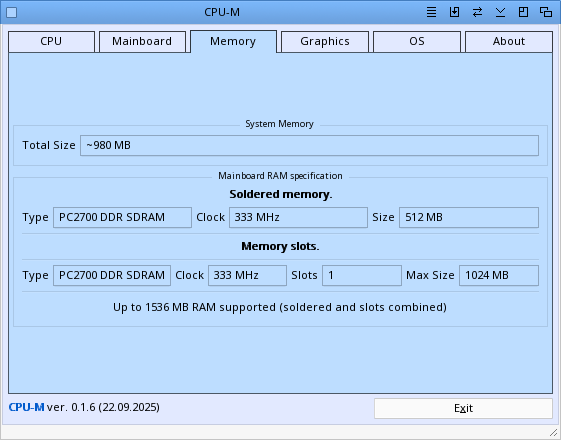 CPU-M
CPU Mainboard Memory Graphics OS About
System Memory
Total Size ~980 MB
Mainboard RAM specification
Soldered memory.
Type PC2700 DDR SDRAM Clock 333 MHz Size 512 MB
Memory slots.
Type PC2700 DDR SDRAM Clock 333 MHz Slots 1 Max Size 1024 MB
Up to 1536 MB RAM supported (soldered and slots combined)
CPU-M ver. 0.1.6 (22.09.2025) Exit